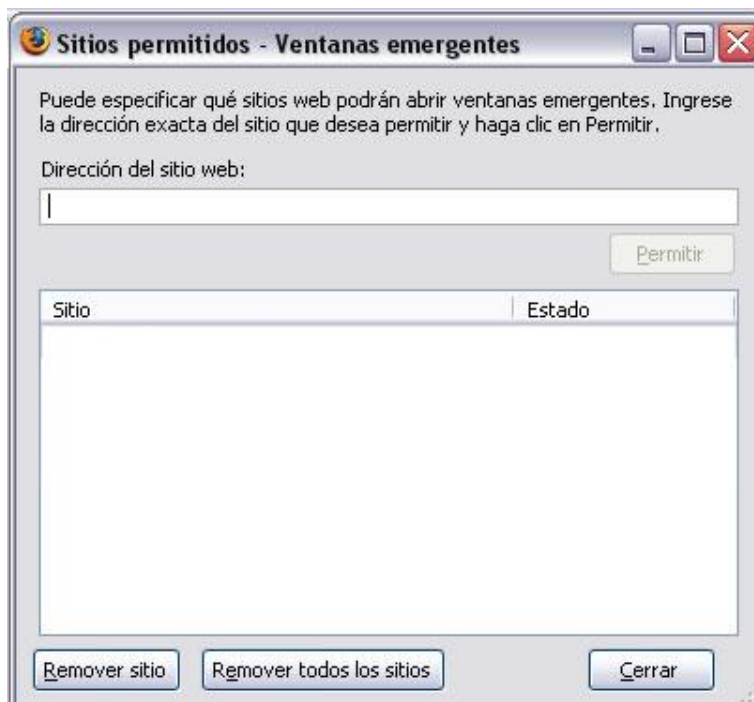 Sitios permitidos - Ventanas emergentes
Puede especificar qué sitios web podrán abrir ventanas emergentes. Ingrese
la dirección exacta del sitio que desea permitir y haga clic en Permitir.
Dirección del sitio web:
Permitir
Sitio Estado
Remover sitio Remover todos los sitios Cerrar